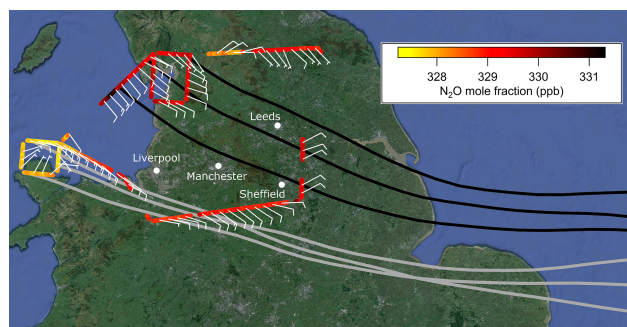 328 329 330 331
N₂O mole fraction (ppb)
Leeds
Liverpool
Manchester
Sheffield